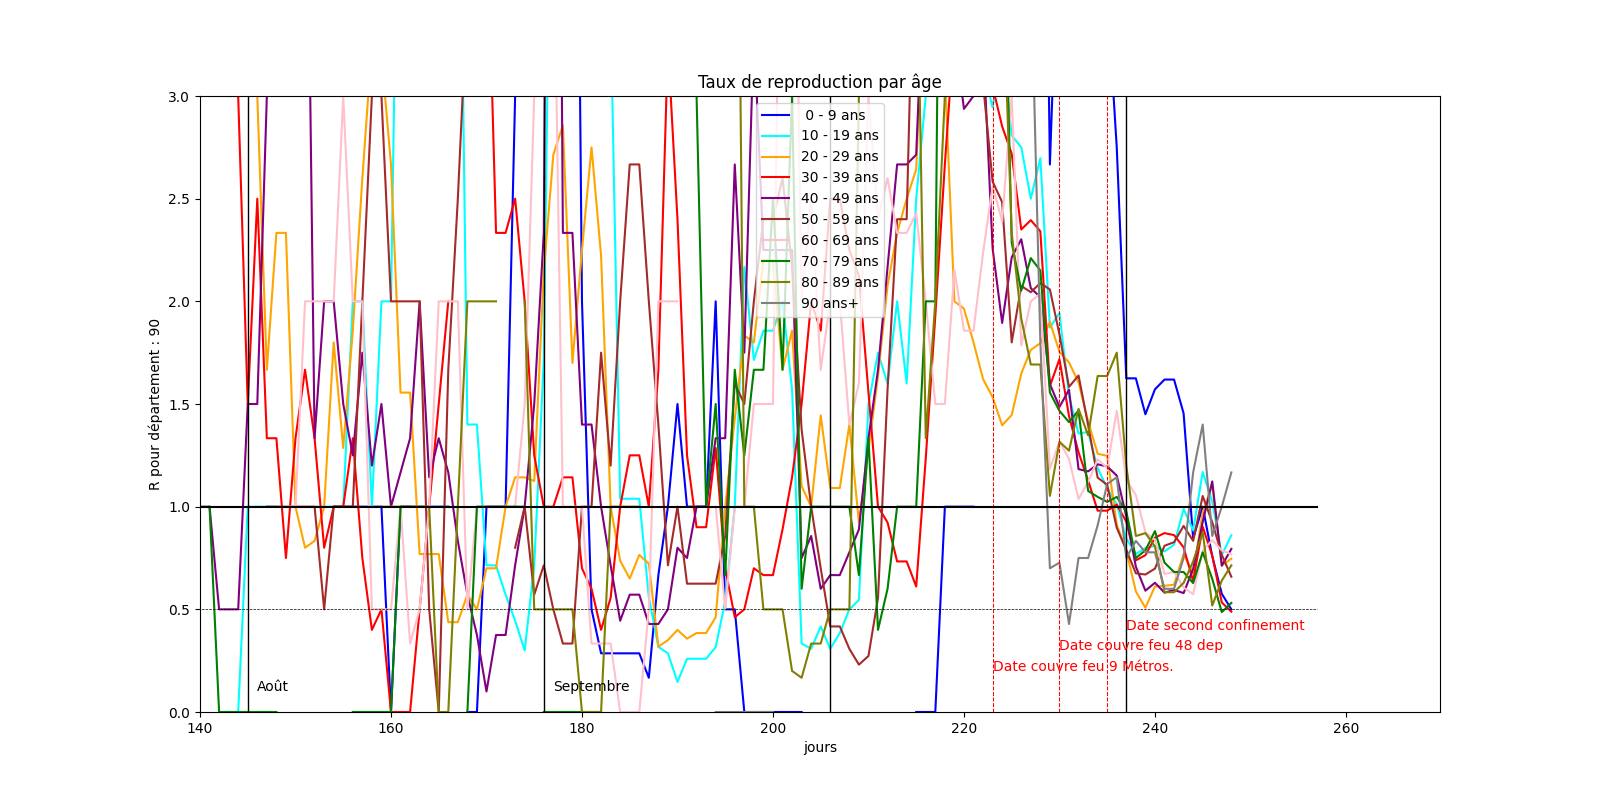 Taux de reproduction par âge
3.0
2.5
2.0
1.5
1.0
0.5
0.0
R pour département : 90
0 - 9 ans
10 - 19 ans
20 - 29 ans
30 - 39 ans
40 - 49 ans
50 - 59 ans
60 - 69 ans
70 - 79 ans
80 - 89 ans
90 ans+
Date second confinement
Date couvre feu 48 dep
Date couvre feu 9 Métros.
Août
Septembre
140
160
180
200
220
240
260
jours